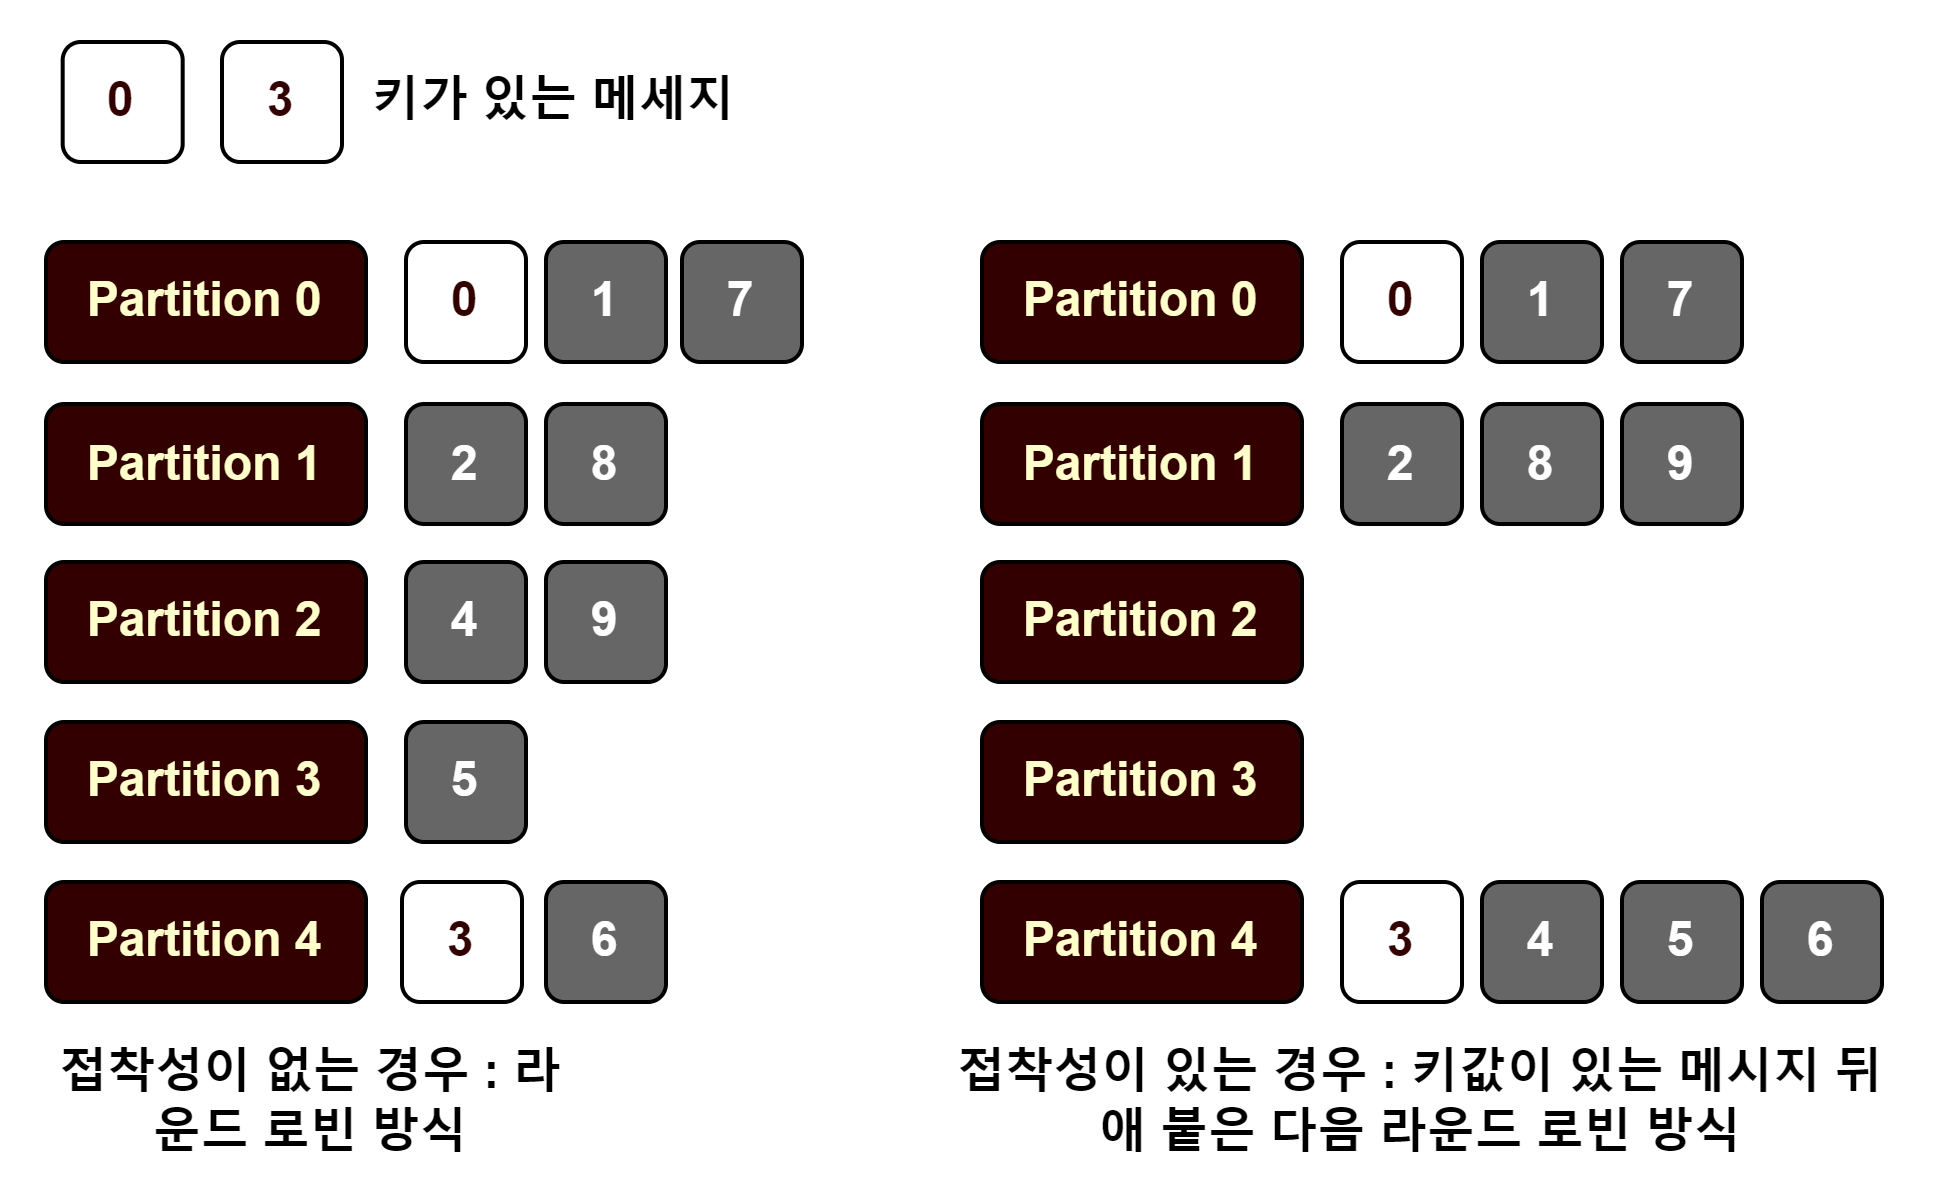 0 3 키가 있는 메세지
Partition 0 0 1 7
Partition 1 2 8
Partition 2 4 9
Partition 3 5
Partition 4 3 6
접착성이 없는 경우 : 라
운드 로빈 방식
Partition 0 0 1 7
Partition 1 2 8 9
Partition 2
Partition 3
Partition 4 3 4 5 6
접착성이 있는 경우 : 키값이 있는 메시지 뒤
애 붙은 다음 라운드 로빈 방식